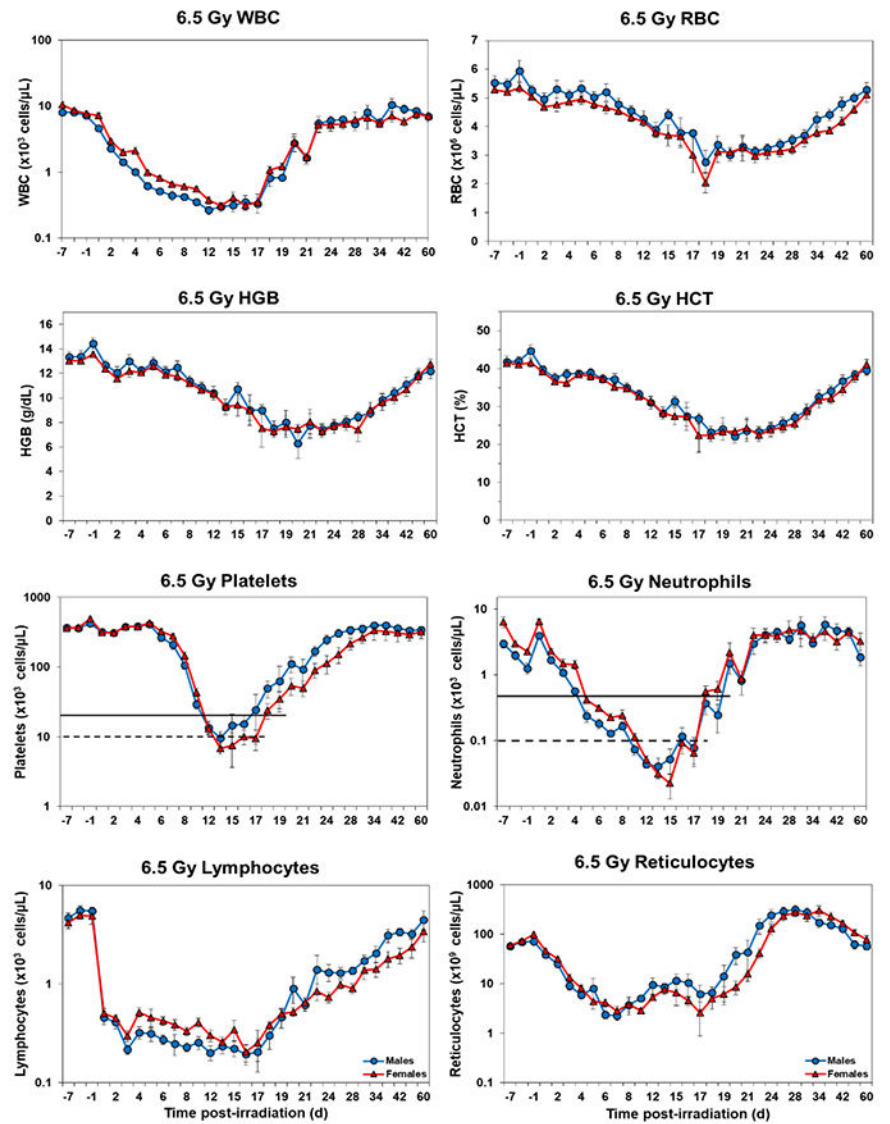 6.5 Gy WBC
WBC (x10³ cells/µL)
100
10
1
0.1
-7 -1 2 4 6 8 12 15 17 19 21 24 28 34 42 60
6.5 Gy RBC
RBC (x10⁶ cells/µL)
7
6
5
4
3
2
1
0
-7 -1 2 4 6 8 12 15 17 19 21 24 28 34 42 60
6.5 Gy HGB
HGB (g/dL)
16
14
12
10
8
6
4
2
0
-7 -1 2 4 6 8 12 15 17 19 21 24 28 34 42 60
6.5 Gy HCT
HCT (%)
50
40
30
20
10
0
-7 -1 2 4 6 8 12 15 17 19 21 24 28 34 42 60
6.5 Gy Platelets
Platelets (x10³ cells/µL)
1000
100
10
1
-7 -1 2 4 6 8 12 15 17 19 21 24 28 34 42 60
6.5 Gy Neutrophils
Neutrophils (x10³ cells/µL)
10
1
0.1
0.01
-7 -1 2 4 6 8 12 15 17 19 21 24 28 34 42 60
6.5 Gy Lymphocytes
Lymphocytes (x10³ cells/µL)
10
1
0.1
Males
Females
-7 -1 2 4 6 8 12 15 17 19 21 24 28 34 42 60
Time post-irradiation (d)
6.5 Gy Reticulocytes
Reticulocytes (x10⁹ cells/µL)
1000
100
10
1
0.1
Males
Females
-7 -1 2 4 6 8 12 15 17 19 21 24 28 34 42 60
Time post-irradiation (d)